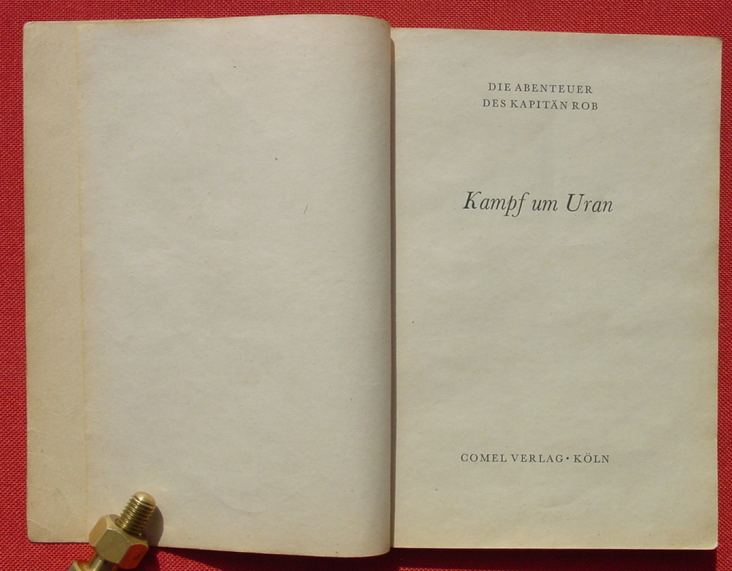 DIE ABENTEUER
DES KAPITÄN ROB
Kampf um Uran
COMEL VERLAG • KÖLN